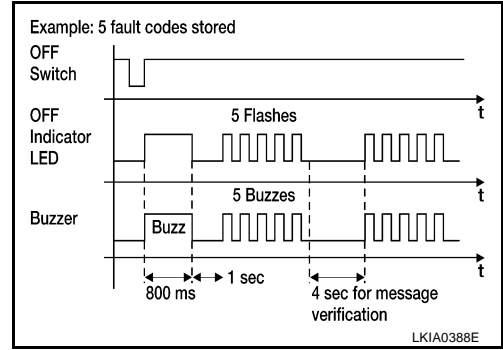 Example: 5 fault codes stored
OFF
Switch
t
OFF
Indicator
LED
5 Flashes
t
5 Buzzes
Buzzer
Buzz
t
800 ms
1 sec
4 sec for message
verification
LKIA0388E